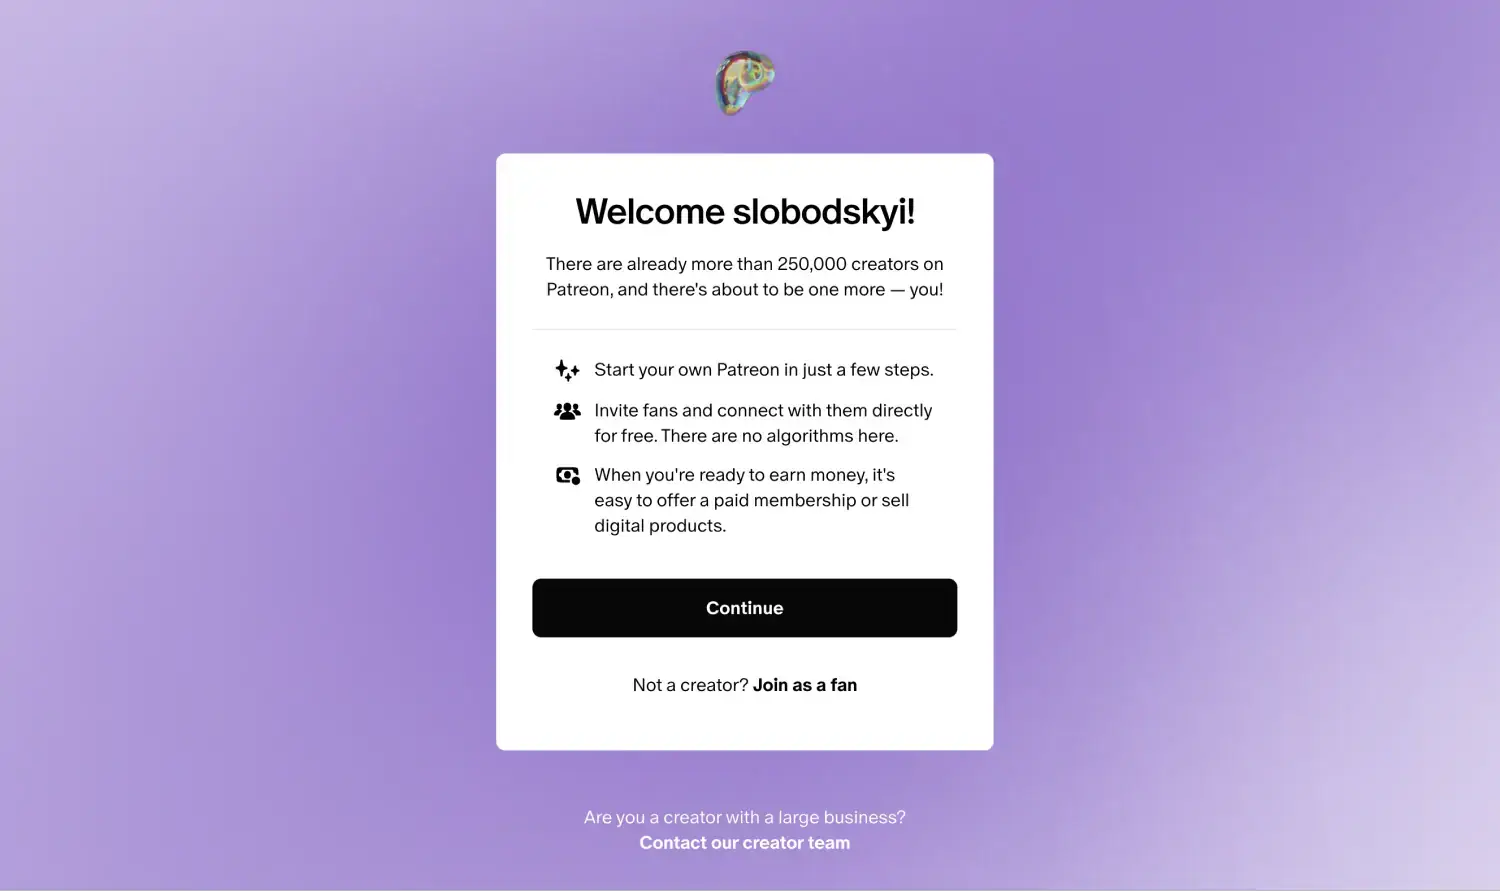 Welcome slobodskyi!
There are already more than 250,000 creators on
Patreon, and there's about to be one more — you!
Start your own Patreon in just a few steps.
Invite fans and connect with them directly
for free. There are no algorithms here.
When you're ready to earn money, it's
easy to offer a paid membership or sell
digital products.
Continue
Not a creator? Join as a fan
Are you a creator with a large business?
Contact our creator team